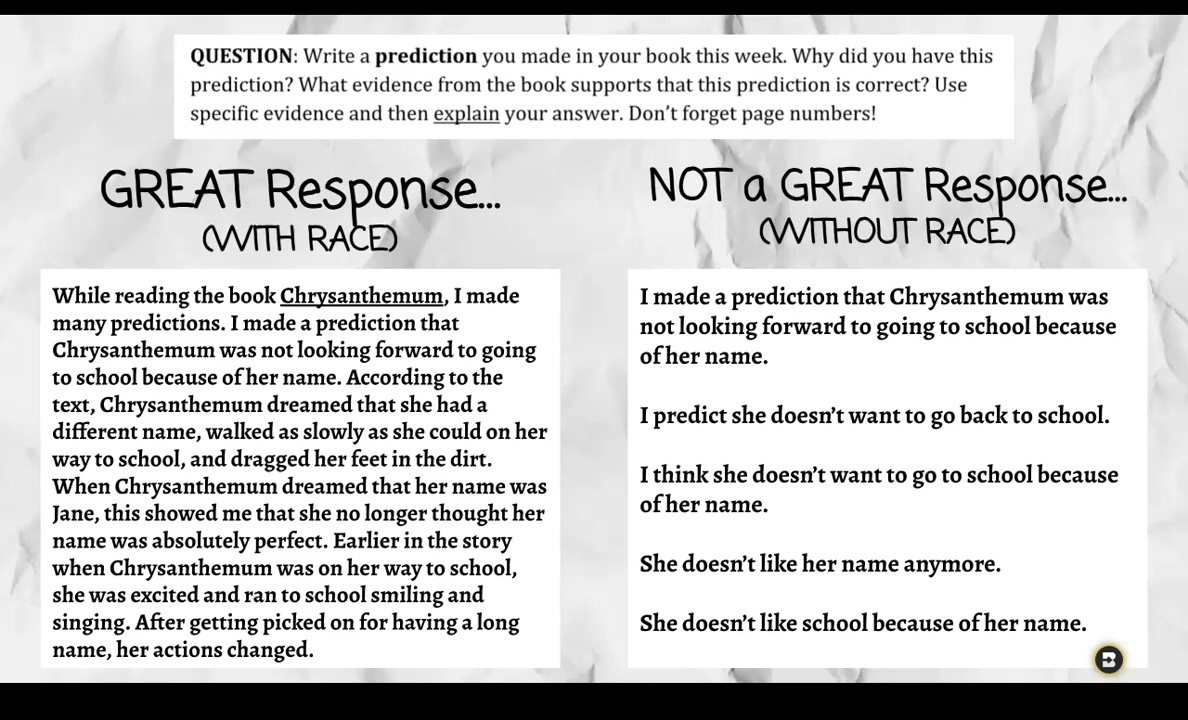 QUESTION: Write a prediction you made in your book this week. Why did you have this
prediction? What evidence from the book supports that this prediction is correct? Use
specific evidence and then explain your answer. Don't forget page numbers!
GREAT Response...
(WITH RACE)
While reading the book Chrysanthemum, I made
many predictions. I made a prediction that
Chrysanthemum was not looking forward to going
to school because of her name. According to the
text, Chrysanthemum dreamed that she had a
different name, walked as slowly as she could on her
way to school, and dragged her feet in the dirt.
When Chrysanthemum dreamed that her name was
Jane, this showed me that she no longer thought her
name was absolutely perfect. Earlier in the story
when Chrysanthemum was on her way to school,
she was excited and ran to school smiling and
singing. After getting picked on for having a long
name, her actions changed.
NOT a GREAT Response...
(WITHOUT RACE)
I made a prediction that Chrysanthemum was
not looking forward to going to school because
of her name.
I predict she doesn't want to go back to school.
I think she doesn't want to go to school because
of her name.
She doesn't like her name anymore.
She doesn't like school because of her name.